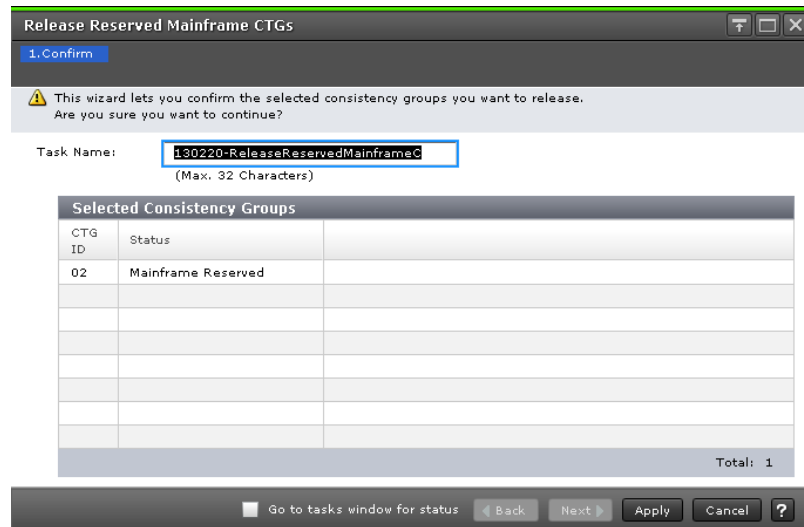 Release Reserved Mainframe CTGs
1.Confirm
This wizard lets you confirm the selected consistency groups you want to release.
Are you sure you want to continue?
Task Name:
130220-ReleaseReservedMainframeC
(Max. 32 Characters)
Selected Consistency Groups
CTG
ID
Status
02 Mainframe Reserved
Total: 1
Go to tasks window for status
Back
Next
Apply
Cancel
?